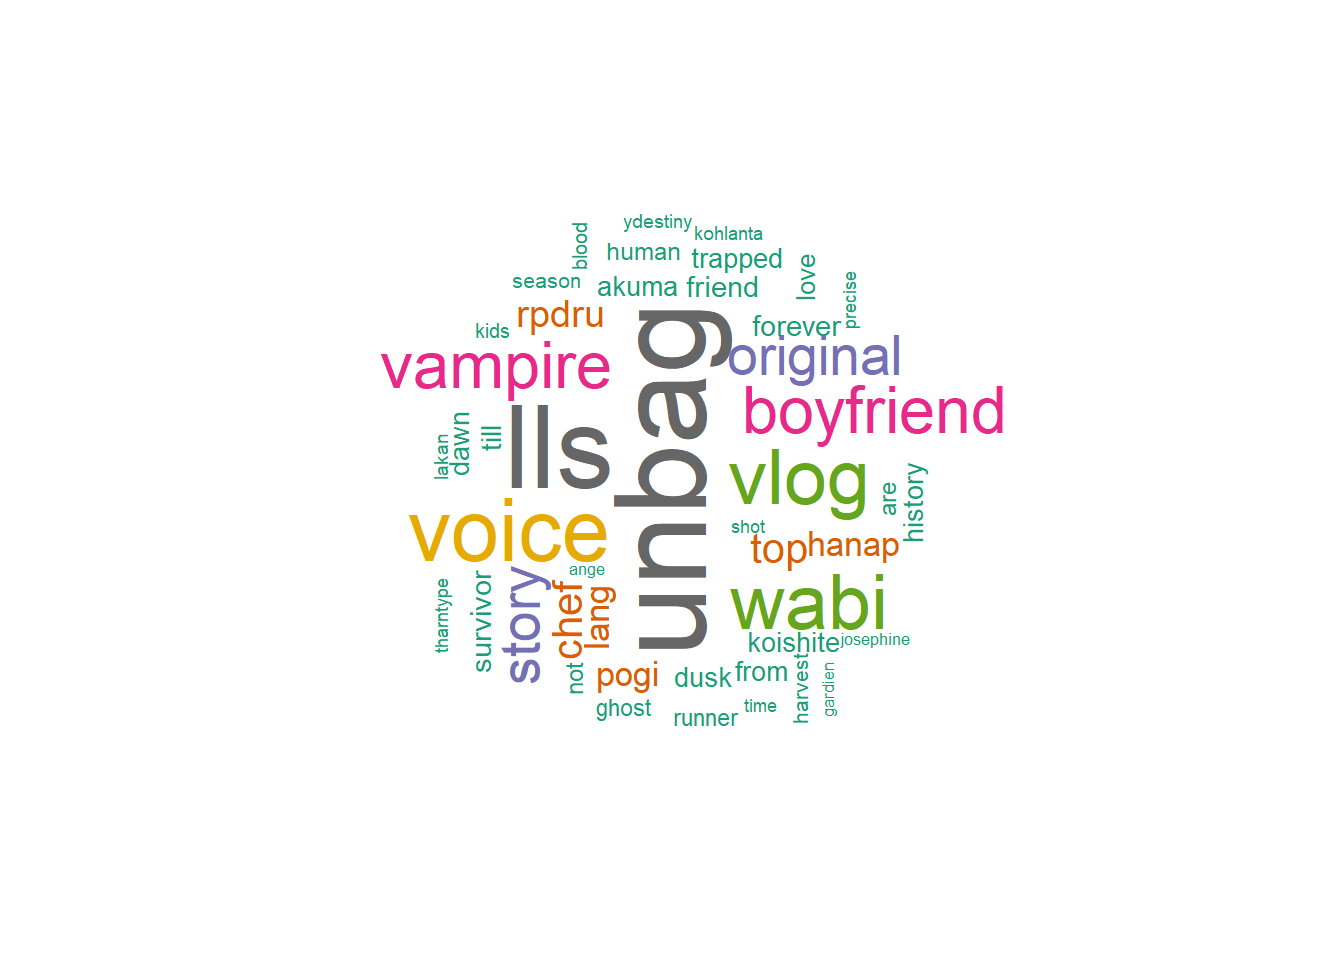 ydestiny
kohlanta
blood
human
trapped
love
season
akuma
friend
precise
rpdru
forever
kids
unbag
original
vampire
boyfriend
lls
dawn
till
lakan
vlog
are
history
voice
shot
top
hanap
ange
wabi
tharntype
survivor
story
chef
lang
koishite
josephine
not
pogi
dusk
from
harvest
gardien
ghost
runner
time